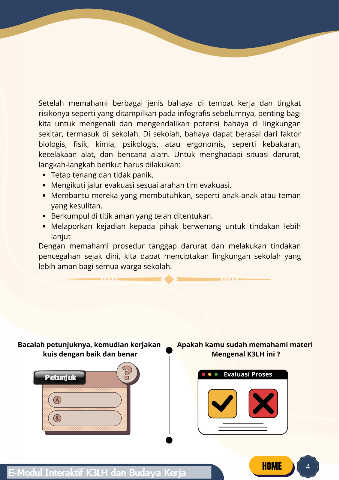 Setelah memahami berbagai jenis bahaya di tempat kerja dan tingkat
risikonya seperti yang ditampilkan pada infografis sebelumnya, penting bagi
kita untuk mengenali dan mengendalikan potensi bahaya di lingkungan
sekitar, termasuk di sekolah. Di sekolah, bahaya dapat berasal dari faktor
biologis, fisik, kimia, psikologis, atau ergonomis, seperti kebakaran,
kecelakaan alat, dan bencana alam. Untuk menghadapi situasi darurat,
langkah-langkah berikut harus dilakukan:
• Tetap tenang dan tidak panik.
• Mengikuti jalur evakuasi sesuai arahan tim evakuasi.
• Membantu mereka yang membutuhkan, seperti anak-anak atau teman
yang kesulitan.
• Berkumpul di titik aman yang telah ditentukan.
• Melaporkan kejadian kepada pihak berwenang untuk tindakan lebih
lanjut
Dengan memahami prosedur tanggap darurat dan melakukan tindakan
pencegahan sejak dini, kita dapat menciptakan lingkungan sekolah yang
lebih aman bagi semua warga sekolah.
Bacalah petunjuknya, kemudian kerjakan
kuis dengan baik dan benar
Apakah kamu sudah memahami materi
Mengenal K3LH ini ?
Petunjuk
A
B
Evaluasi Proses
E-Modul Interaktif K3LH dan Budaya Kerja
HOME
4